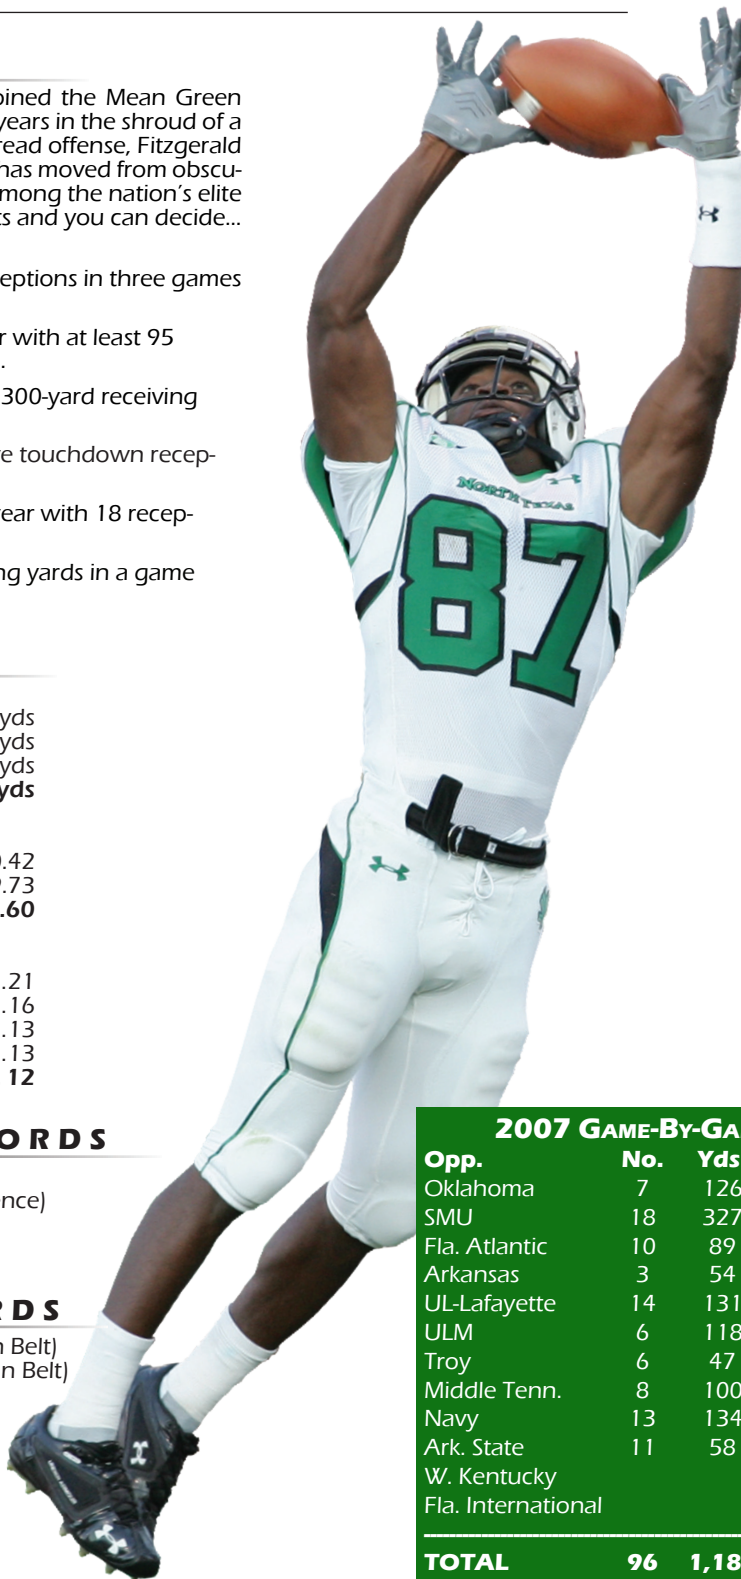 oined the Mean Green
years in the shroud of a
read offense, Fitzgerald
has moved from obscu-
among the nation's elite
ts and you can decide...
eptions in three games
r with at least 95
.
300-yard receiving
e touchdown recep-
year with 18 recep-
ng yards in a game
NORTH TEXAS
87
yds
yds
yds
yds
0.42
9.73
.60
.21
.16
.13
.13
12
ORDS
nce)
RDS
n Belt)
n Belt)
2007 GAME-BY-GA
Opp. No. Yds
Oklahoma 7 126
SMU 18 327
Fla. Atlantic 10 89
Arkansas 3 54
UL-Lafayette 14 131
ULM 6 118
Troy 6 47
Middle Tenn. 8 100
Navy 13 134
Ark. State 11 58
W. Kentucky
Fla. International
TOTAL 96 1,18